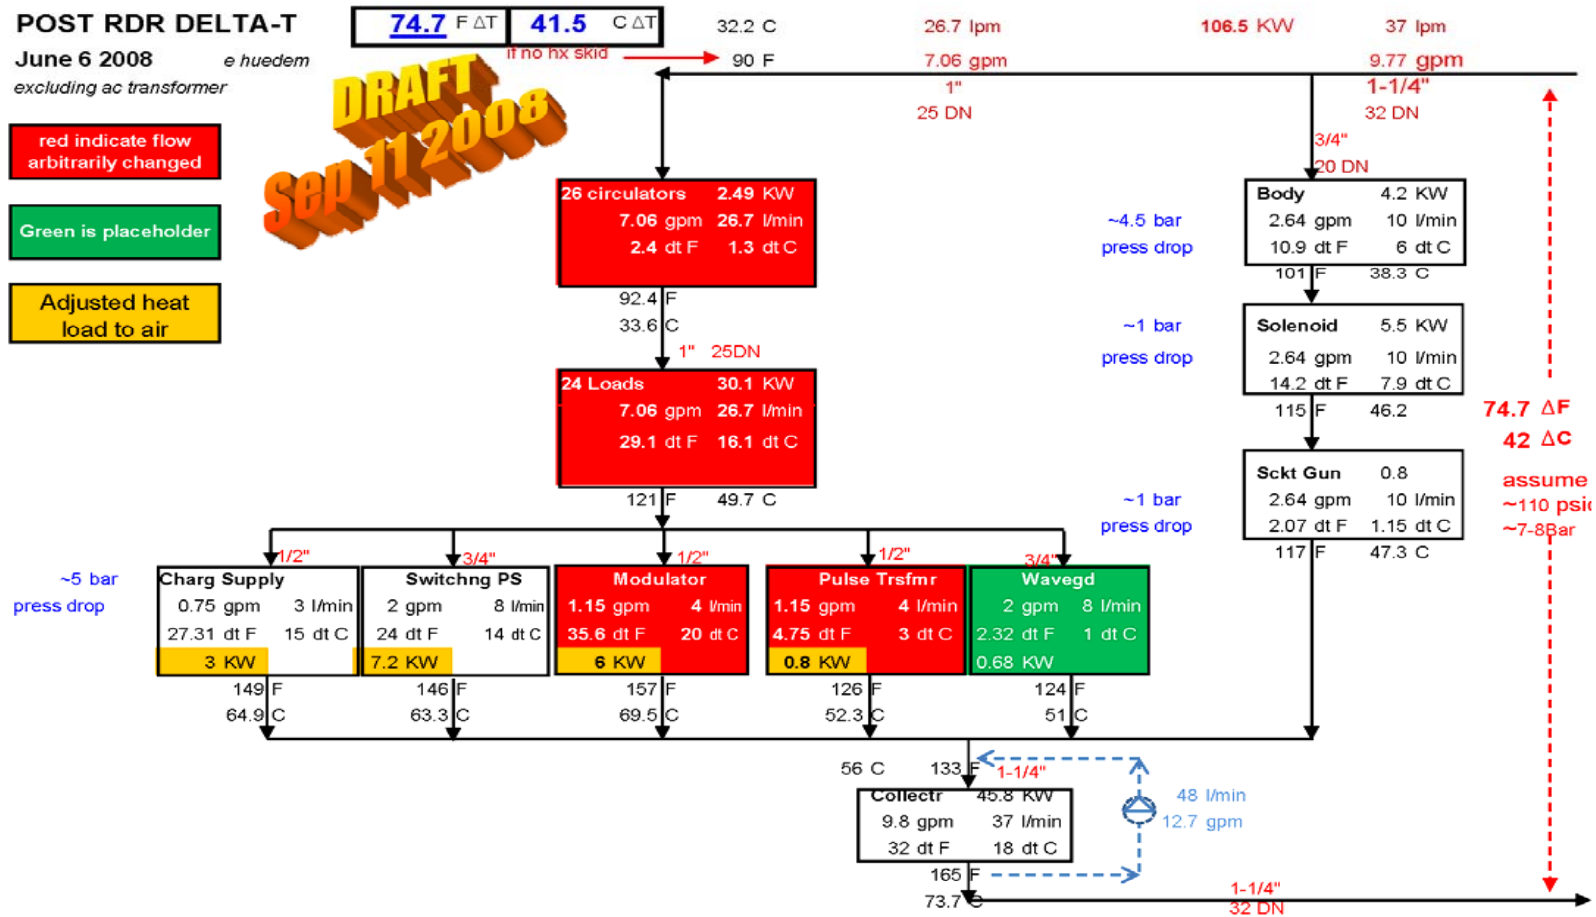 POST RDR DELTA-T
74.7 F ΔT 41.5 C ΔT
June 6 2008 e huedem
if no hx skid
excluding ac transformer
32.2 C 26.7 lpm 106.5 KW 37 lpm
90 F 7.06 gpm 9.77 gpm
1" 1-1/4"
25 DN 32 DN
DRAFT
Sep 11 2008
red indicate flow
arbitrarily changed
Green is placeholder
Adjusted heat
load to air
3/4"
20 DN
26 circulators 2.49 KW
7.06 gpm 26.7 l/min
2.4 dt F 1.3 dt C
92.4 F
33.6 C
1" 25DN
24 Loads 30.1 KW
7.06 gpm 26.7 l/min
29.1 dt F 16.1 dt C
121 F 49.7 C
~4.5 bar
press drop
Body 4.2 KW
2.64 gpm 10 l/min
10.9 dt F 6 dt C
101 F 38.3 C
~1 bar
press drop
Solenoid 5.5 KW
2.64 gpm 10 l/min
14.2 dt F 7.9 dt C
115 F 46.2
~1 bar
press drop
Sckt Gun 0.8
2.64 gpm 10 l/min
2.07 dt F 1.15 dt C
117 F 47.3 C
74.7 ΔF
42 ΔC
assume
~110 psi
~7-8Bar
1/2" 3/4" 1/2" 1/2" 3/4"
~5 bar
press drop
Charg Supply
0.75 gpm 3 l/min
27.31 dt F 15 dt C
3 KW
149 F
64.9 C
Switchng PS
2 gpm 8 l/min
24 dt F 14 dt C
7.2 KW
146 F
63.3 C
Modulator
1.15 gpm 4 l/min
35.6 dt F 20 dt C
6 KW
157 F
69.5 C
Pulse Trsfmr
1.15 gpm 4 l/min
4.75 dt F 3 dt C
0.8 KW
126 F
52.3 C
Wavegd
2 gpm 8 l/min
2.32 dt F 1 dt C
0.68 KW
124 F
51 C
56 C 133 F 1-1/4"
Collectr 45.8 KW
9.8 gpm 37 l/min
32 dt F 18 dt C
165 F
73.7 C
48 l/min
12.7 gpm
1-1/4"
32 DN